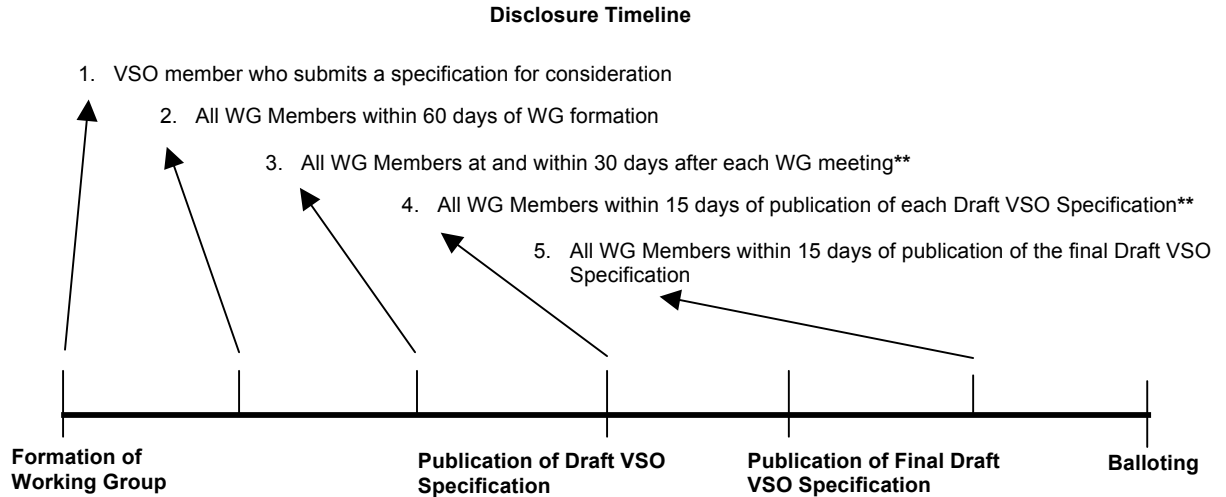 Disclosure Timeline
1. VSO member who submits a specification for consideration
2. All WG Members within 60 days of WG formation
3. All WG Members at and within 30 days after each WG meeting**
4. All WG Members within 15 days of publication of each Draft VSO Specification**
5. All WG Members within 15 days of publication of the final Draft VSO
Specification
Formation of
Working Group
Publication of Draft VSO
Specification
Publication of Final Draft
VSO Specification
Balloting